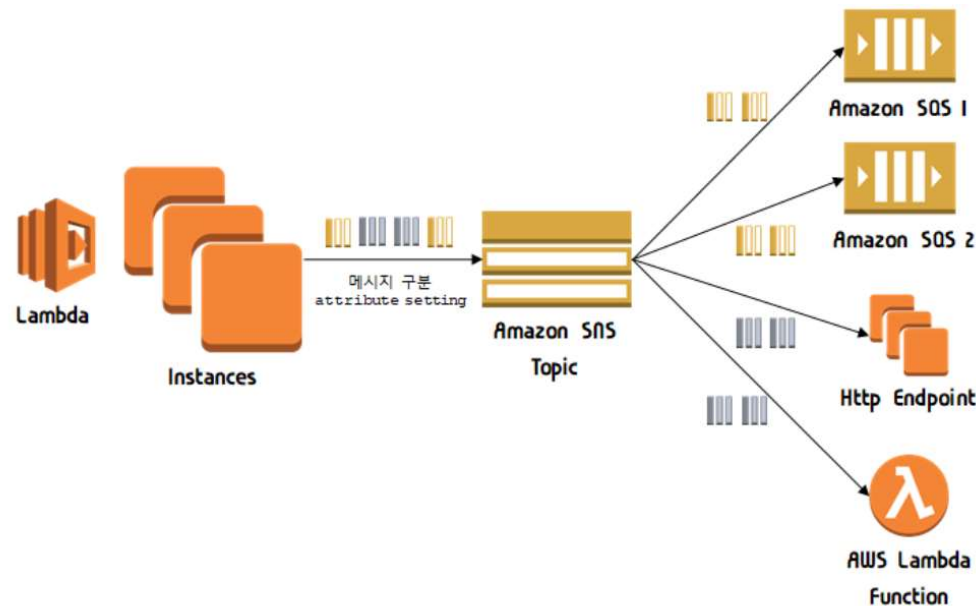 Lambda
Instances
메시지 구분
attribute setting
Amazon SNS
Topic
Amazon SQS 1
Amazon SQS 2
Http Endpoint
AWS Lambda
Function